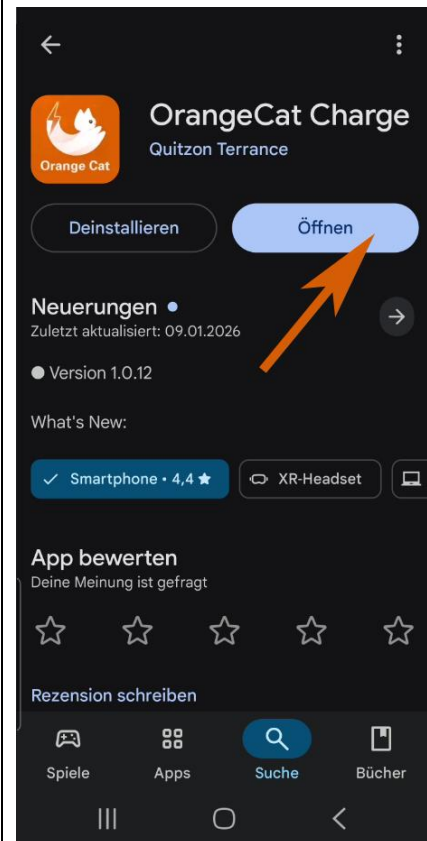 OrangeCat Charge
Quitzon Terrance
Orange Cat
Deinstallieren
Öffnen
Neuerungen
Zuletzt aktualisiert: 09.01.2026
Version 1.0.12
What's New:
Smartphone • 4,4 ★
XR-Headset
App bewerten
Deine Meinung ist gefragt
Rezension schreiben
Spiele
Apps
Suche
Bücher